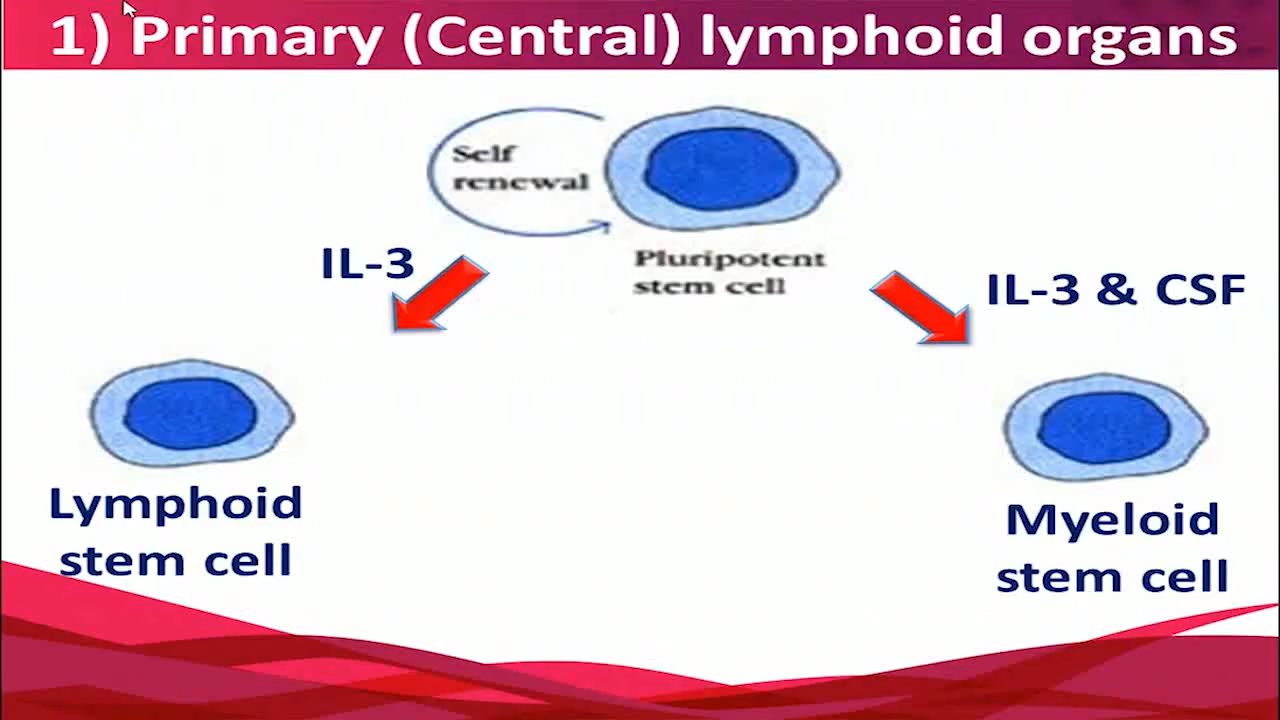 1) Primary (Central) lymphoid organs
Self
renewal
Pluripotent
stem cell
IL-3
IL-3 & CSF
Lymphoid
stem cell
Myeloid
stem cell